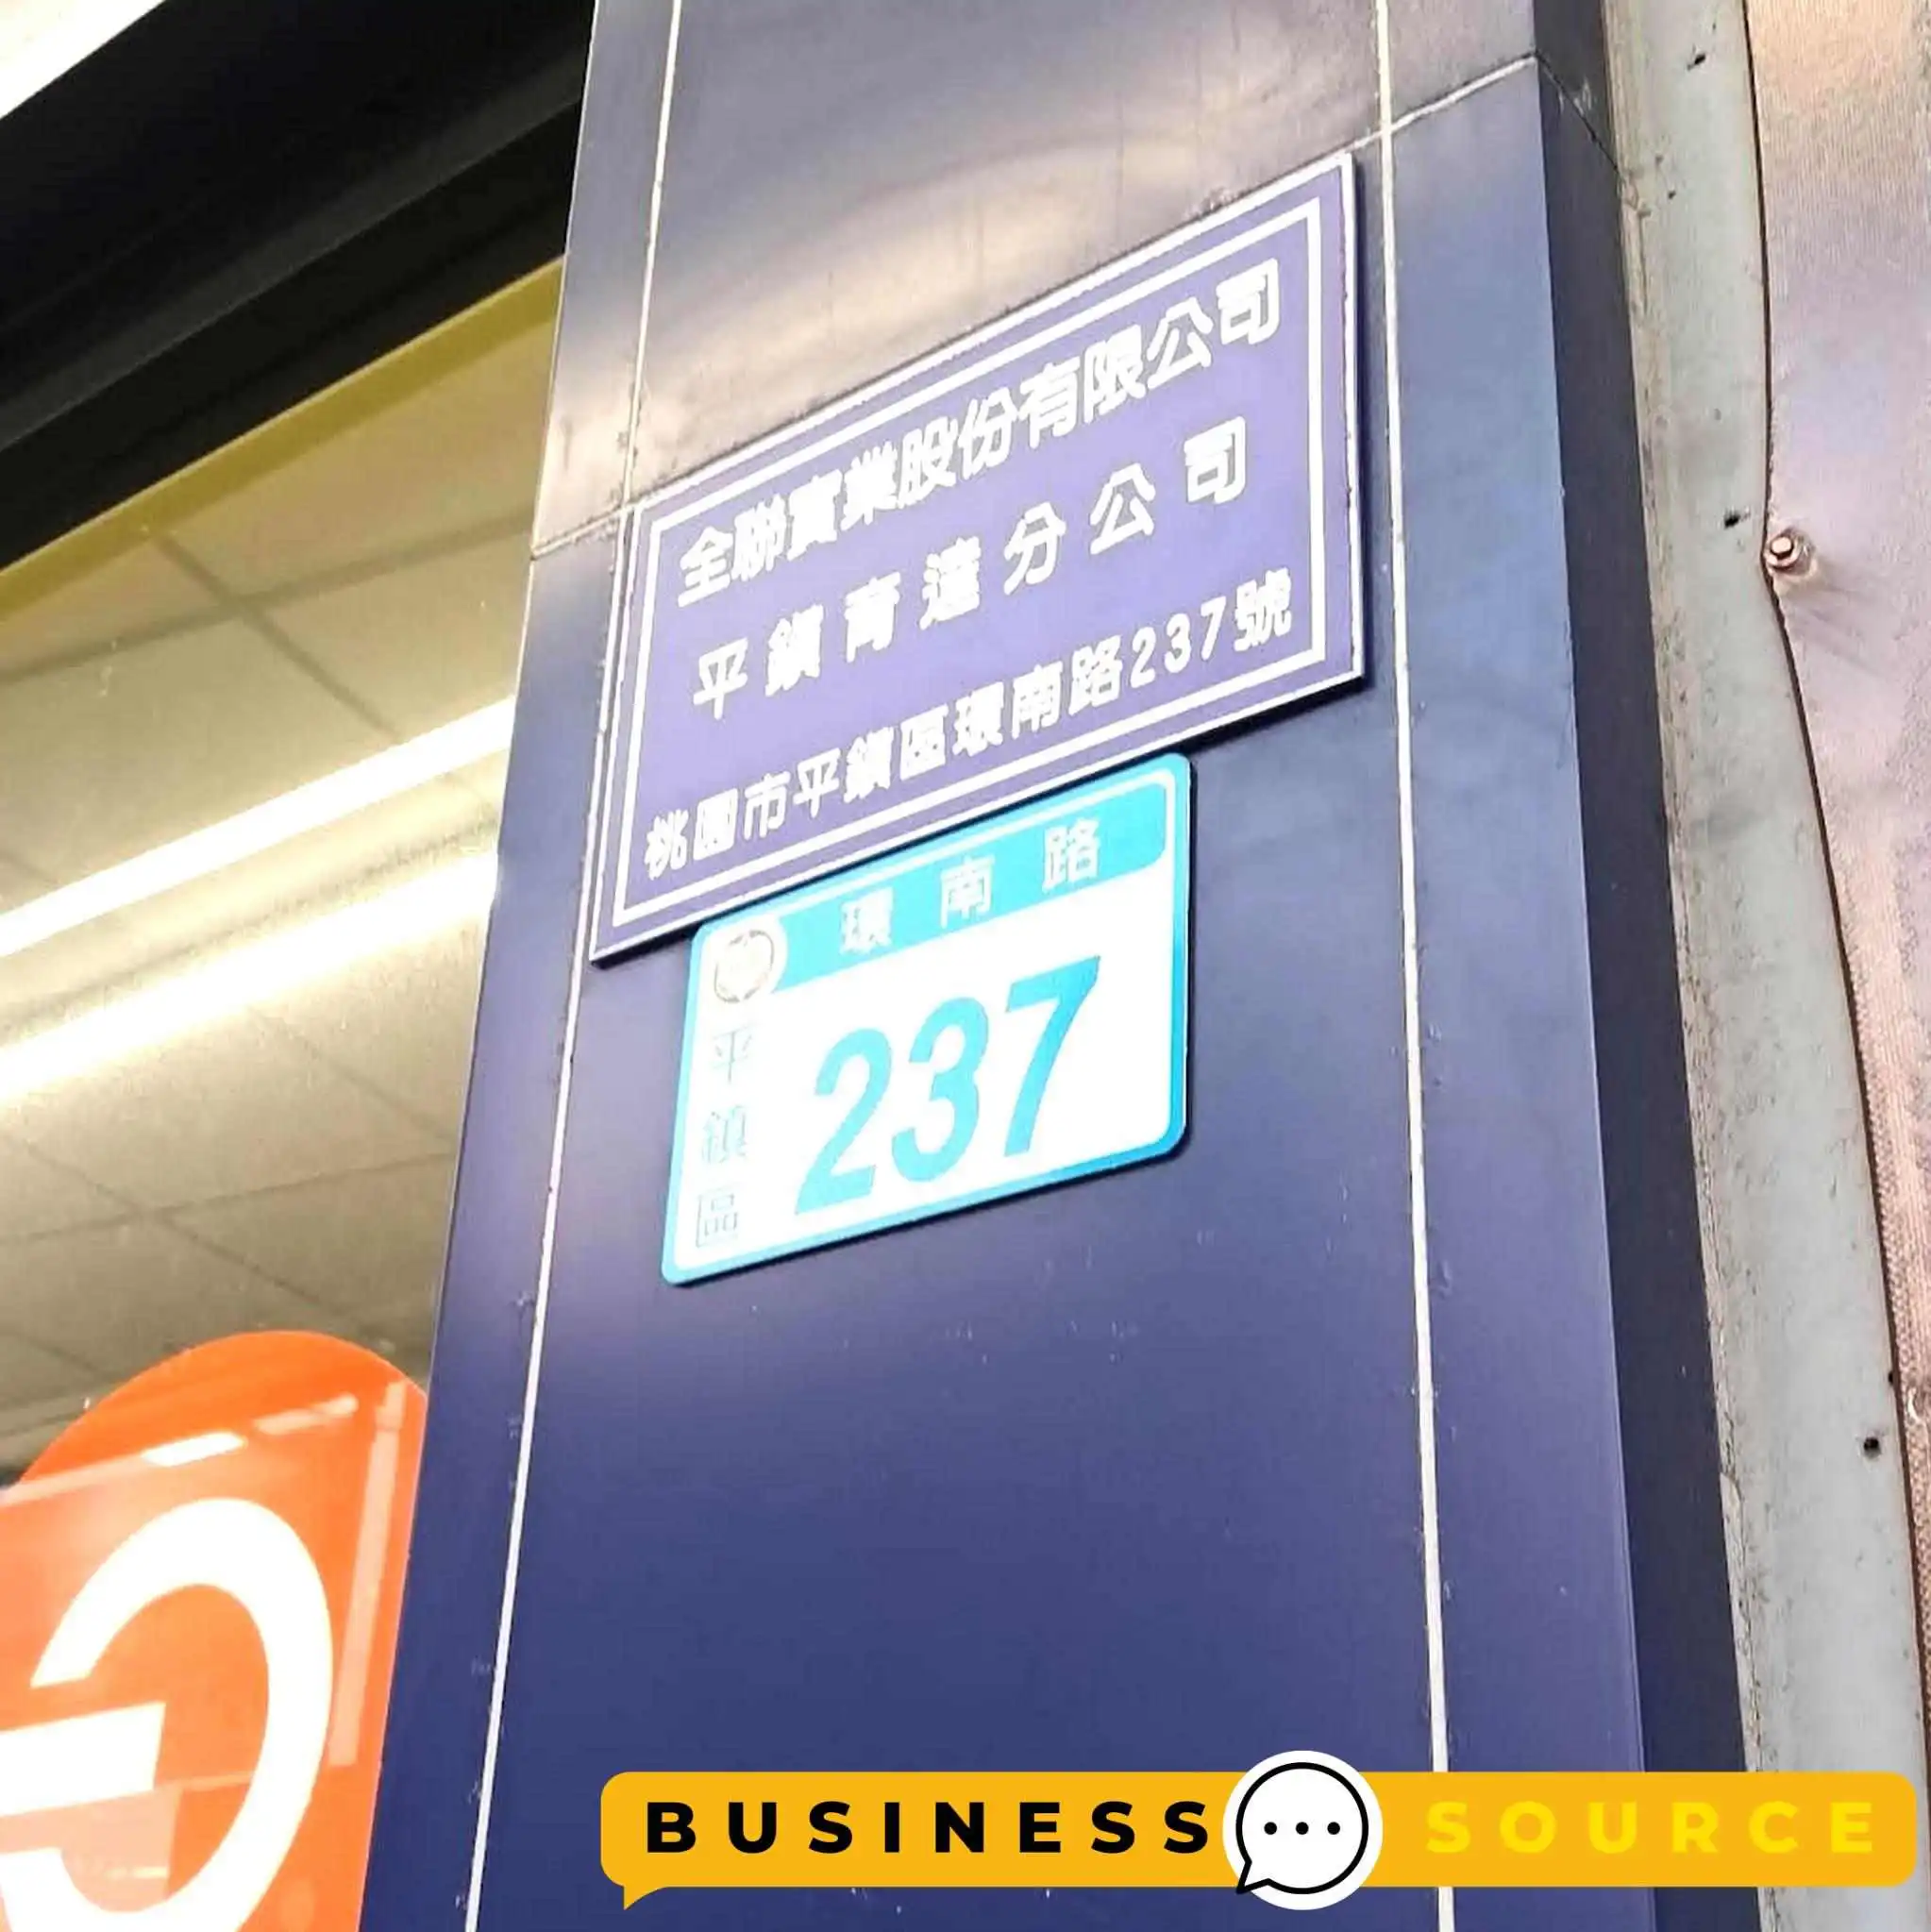 全聯實業股份有限公司
平鎮育達分公司
桃園市平鎮區環南路237號
環南路
平鎮區
237
BUSINESS SOURCE